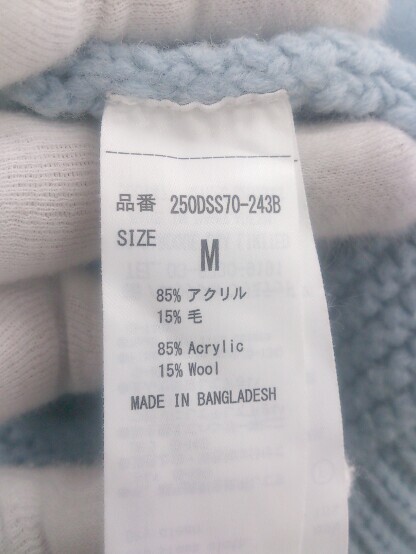 品番 250DSS70-243B
SIZE M
85% アクリル
15% 毛
85% Acrylic
15% Wool
MADE IN BANGLADESH